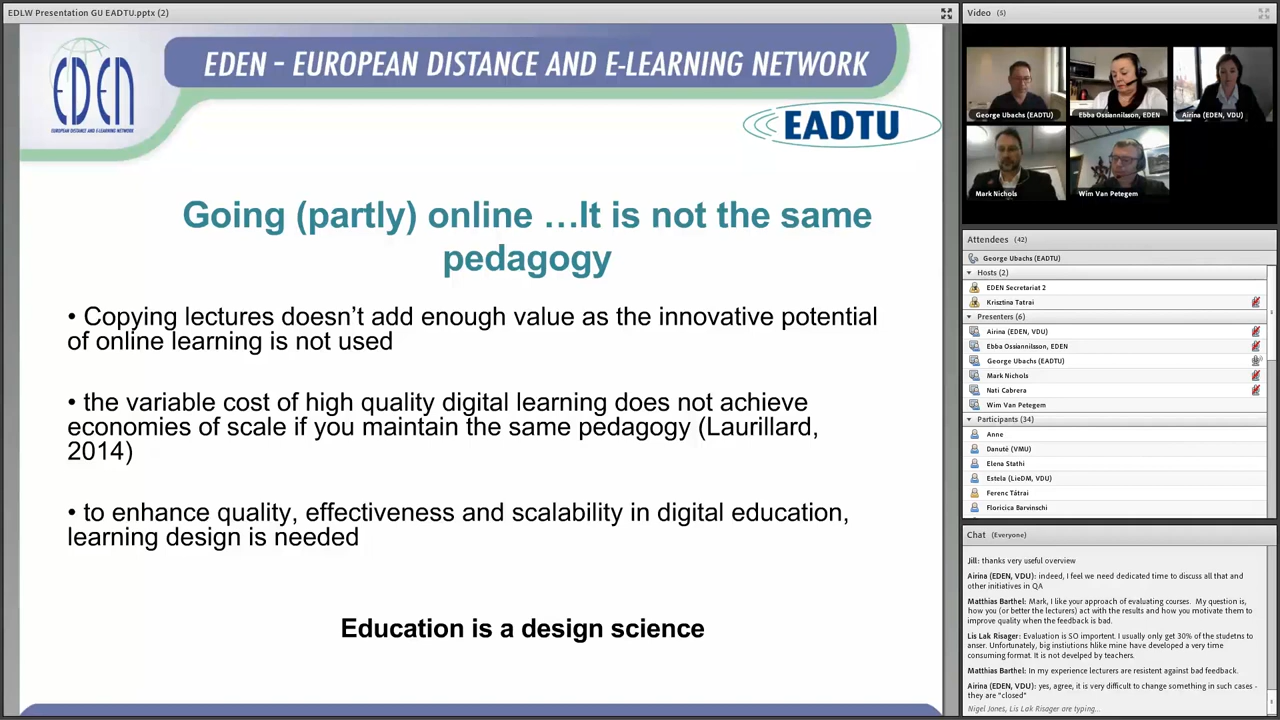 EDLW Presentation GU EADTU.pptx (2)
EDEN
EUROPEAN DISTANCE AND E-LEARNING NETWORK
EDEN – EUROPEAN DISTANCE AND E-LEARNING NETWORK
EADTU
Going (partly) online …It is not the same
pedagogy
• Copying lectures doesn’t add enough value as the innovative potential
of online learning is not used
• the variable cost of high quality digital learning does not achieve
economies of scale if you maintain the same pedagogy (Laurillard,
2014)
• to enhance quality, effectiveness and scalability in digital education,
learning design is needed
Education is a design science
Video (5)
George Ubachs (EADTU)
Ebba Ossiannilsson, EDEN
Airina (EDEN, VDU)
Mark Nichols
Wim Van Petegem
Attendees (42)
George Ubachs (EADTU)
Hosts (2)
EDEN Secretariat 2
Krisztina Tatrai
Presenters (6)
Airina (EDEN, VDU)
Ebba Ossiannilsson, EDEN
George Ubachs (EADTU)
Mark Nichols
Nati Cabrera
Wim Van Petegem
Participants (34)
Anne
Danutė (VMU)
Elena Stathi
Estela (LieDM, VDU)
Ferenc Tátrai
Floricica Barvinschi
Chat (Everyone)
Jill: thanks very useful overview
Airina (EDEN, VDU): indeed, I feel we need dedicated time to discuss all that and
other initiatives in QA
Matthias Barthel: Mark, I like your approach of evaluating courses. My question is,
how you (or better the lecturers) act with the results and how you motivate them to
improve quality when the feedback is bad.
Lis Lak Risager: Evaluation is SO importent. I usually only get 30% of the studetns to
anser. Unfortunately, big instiutions hlike mine have developed a very time
consuming format. It is not develped by teachers.
Matthias Barthel: In my experience lecturers are resistent against bad feedback.
Airina (EDEN, VDU): yes, agree, it is very difficult to change something in such cases -
they are "closed"
Nigel Jones, Lis Lak Risager are typing...